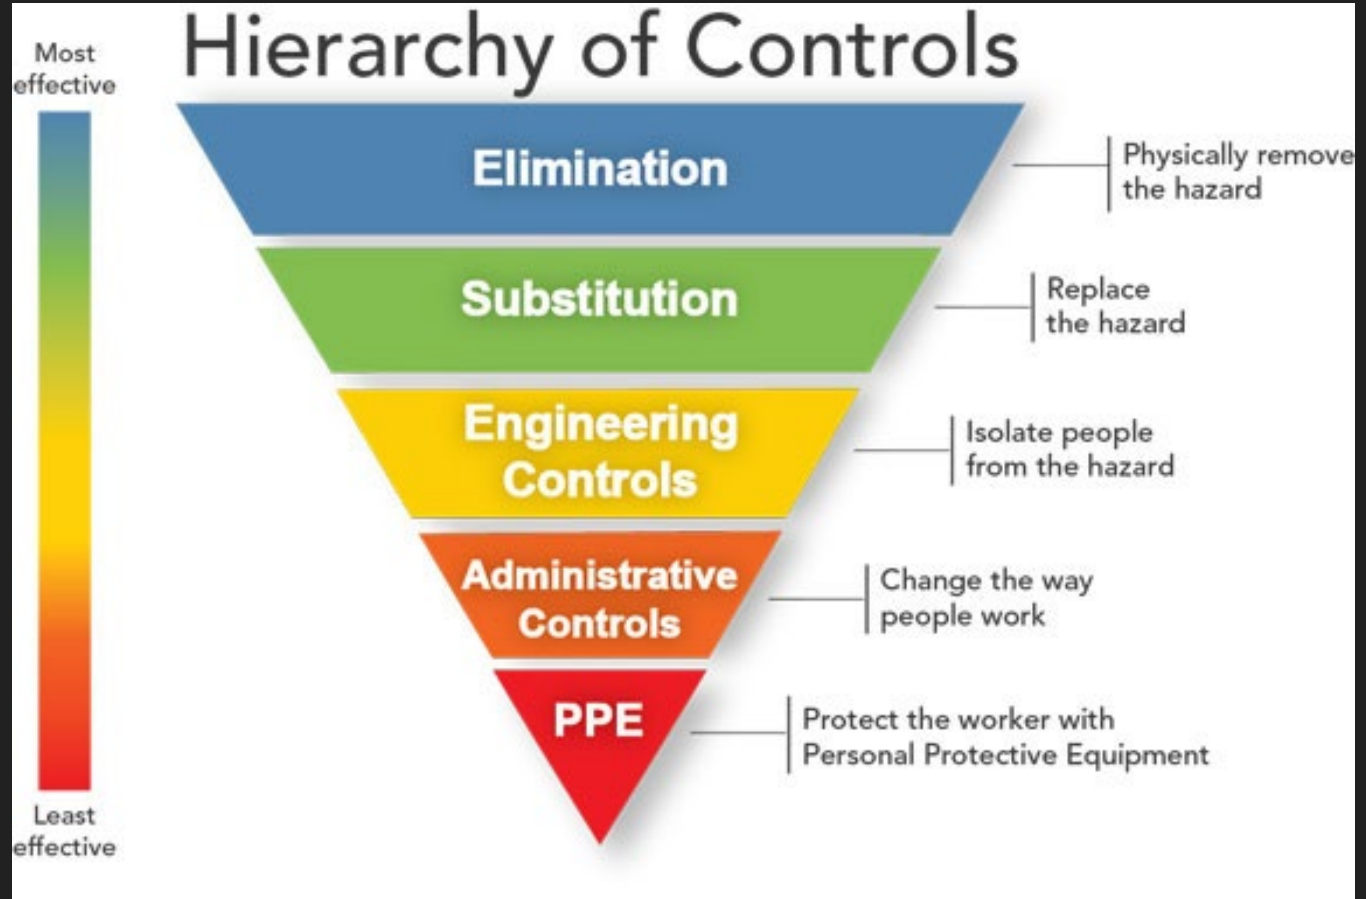 Hierarchy of Controls
Most
effective
Elimination
Physically remove
the hazard
Substitution
Replace
the hazard
Engineering
Controls
Isolate people
from the hazard
Administrative
Controls
Change the way
people work
PPE
Protect the worker with
Personal Protective Equipment
Least
effective